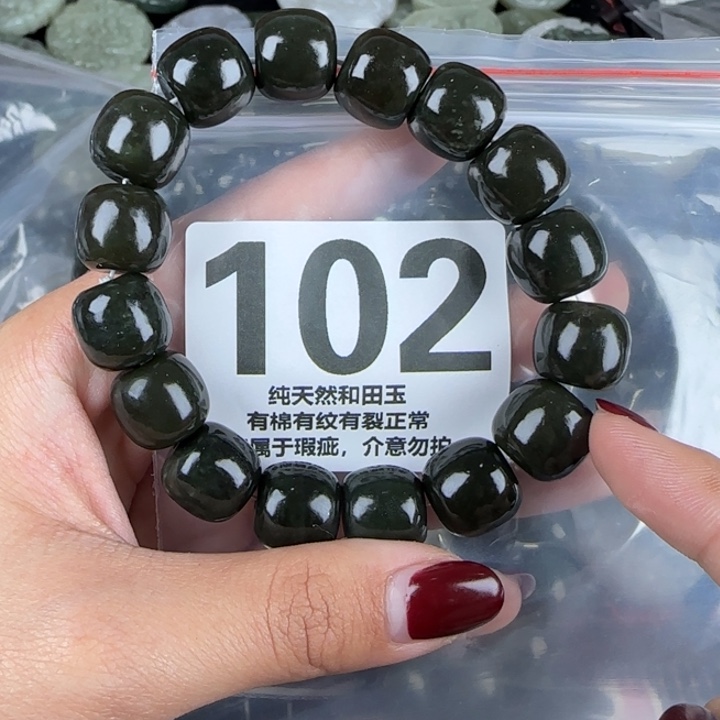 102
纯天然和田玉
有棉有纹有裂正常
属于瑕疵，介意勿拍